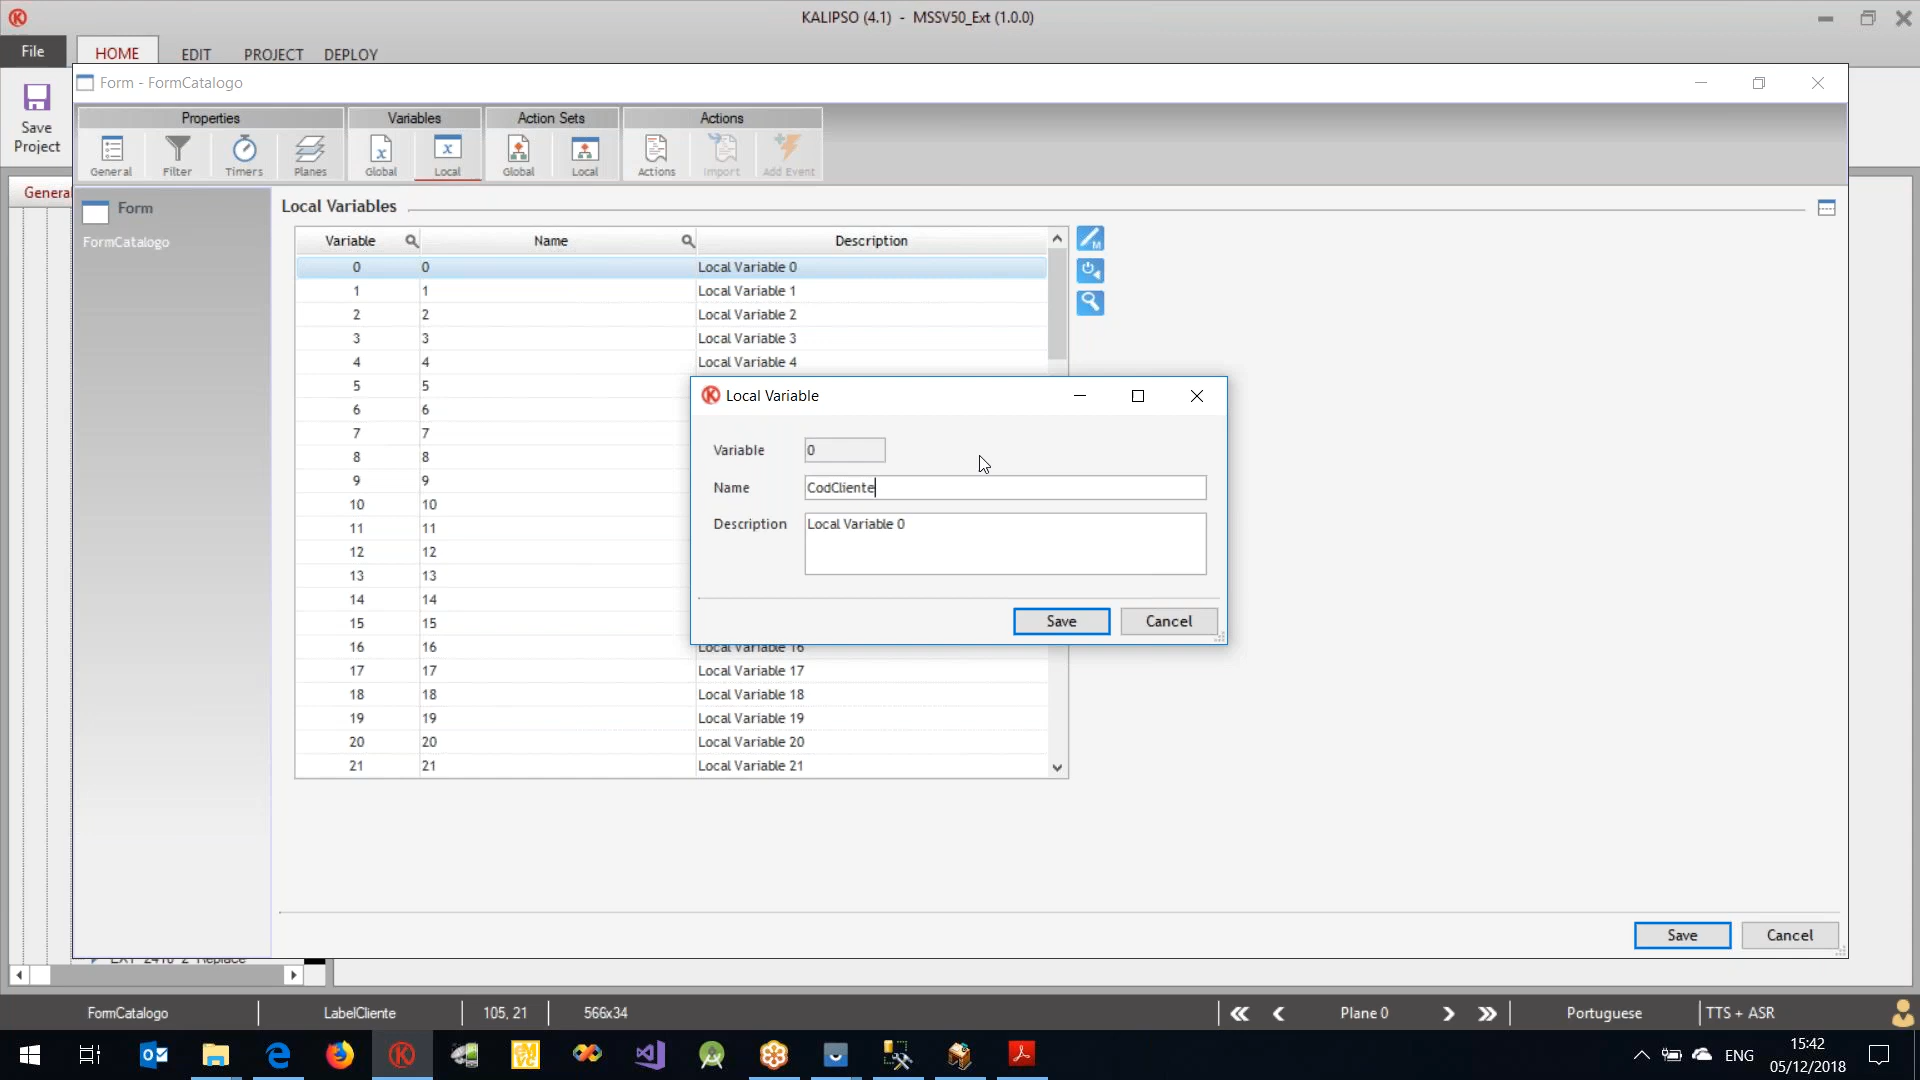 KALIPSO (4.1) - MSSV50_Ext (1.0.0)
File HOME EDIT PROJECT DEPLOY
Form - FormCatalogo
Save Project
Properties Variables Action Sets Actions
General Filter Timers Planes Global Local Global Local Actions Import Add Event
General
Form
FormCatalogo
Local Variables
Variable Name Description
0 0 Local Variable 0
1 1 Local Variable 1
2 2 Local Variable 2
3 3 Local Variable 3
4 4 Local Variable 4
5 5
6 6
7 7
8 8
9 9
10 10
11 11
12 12
13 13
14 14
15 15
16 16 Local Variable 16
17 17 Local Variable 17
18 18 Local Variable 18
19 19 Local Variable 19
20 20 Local Variable 20
21 21 Local Variable 21
Local Variable
Variable 0
Name CodCliente
Description Local Variable 0
Save Cancel
Save Cancel
FormCatalogo LabelCliente 105, 21 566x34 Plane 0 Portuguese TTS + ASR
ENG 15:42
05/12/2018